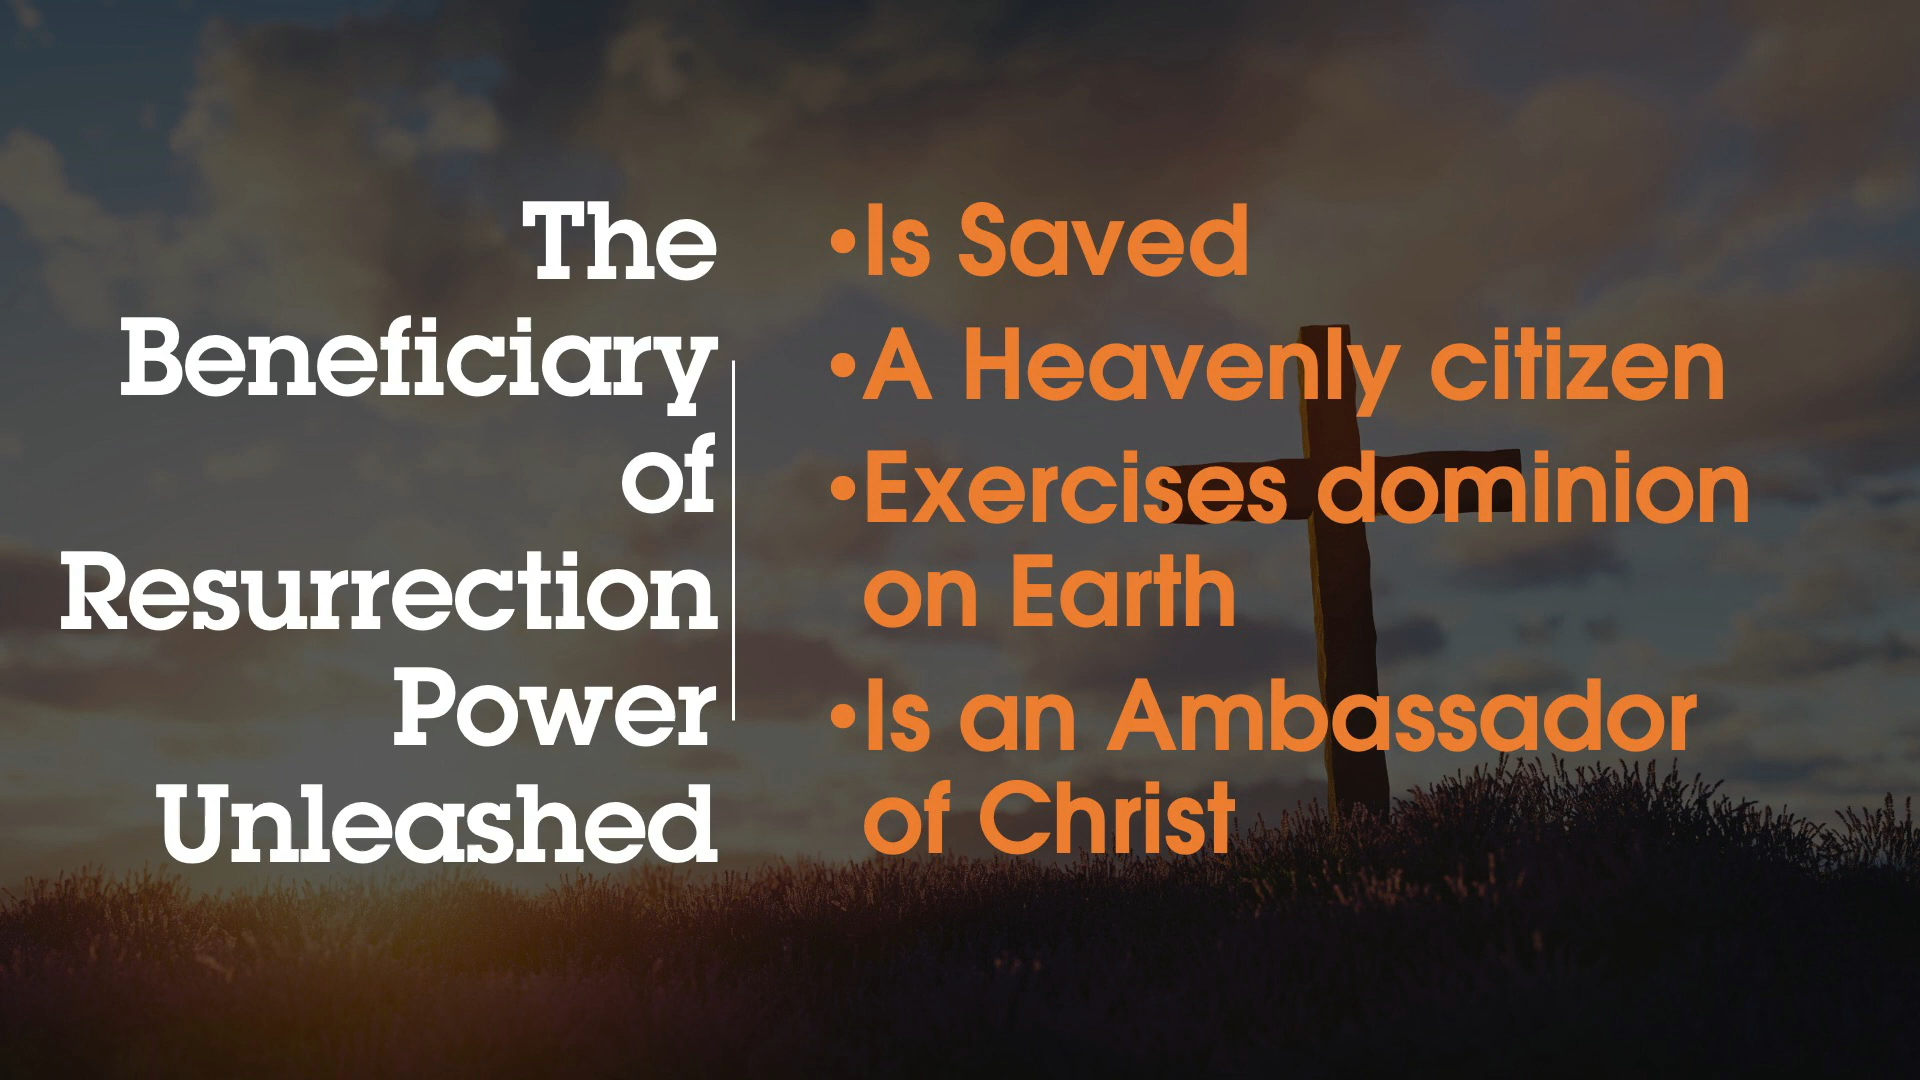 The
Beneficiary
of
Resurrection
Power
Unleashed
•Is Saved
•A Heavenly citizen
•Exercises dominion
on Earth
•Is an Ambassador
of Christ